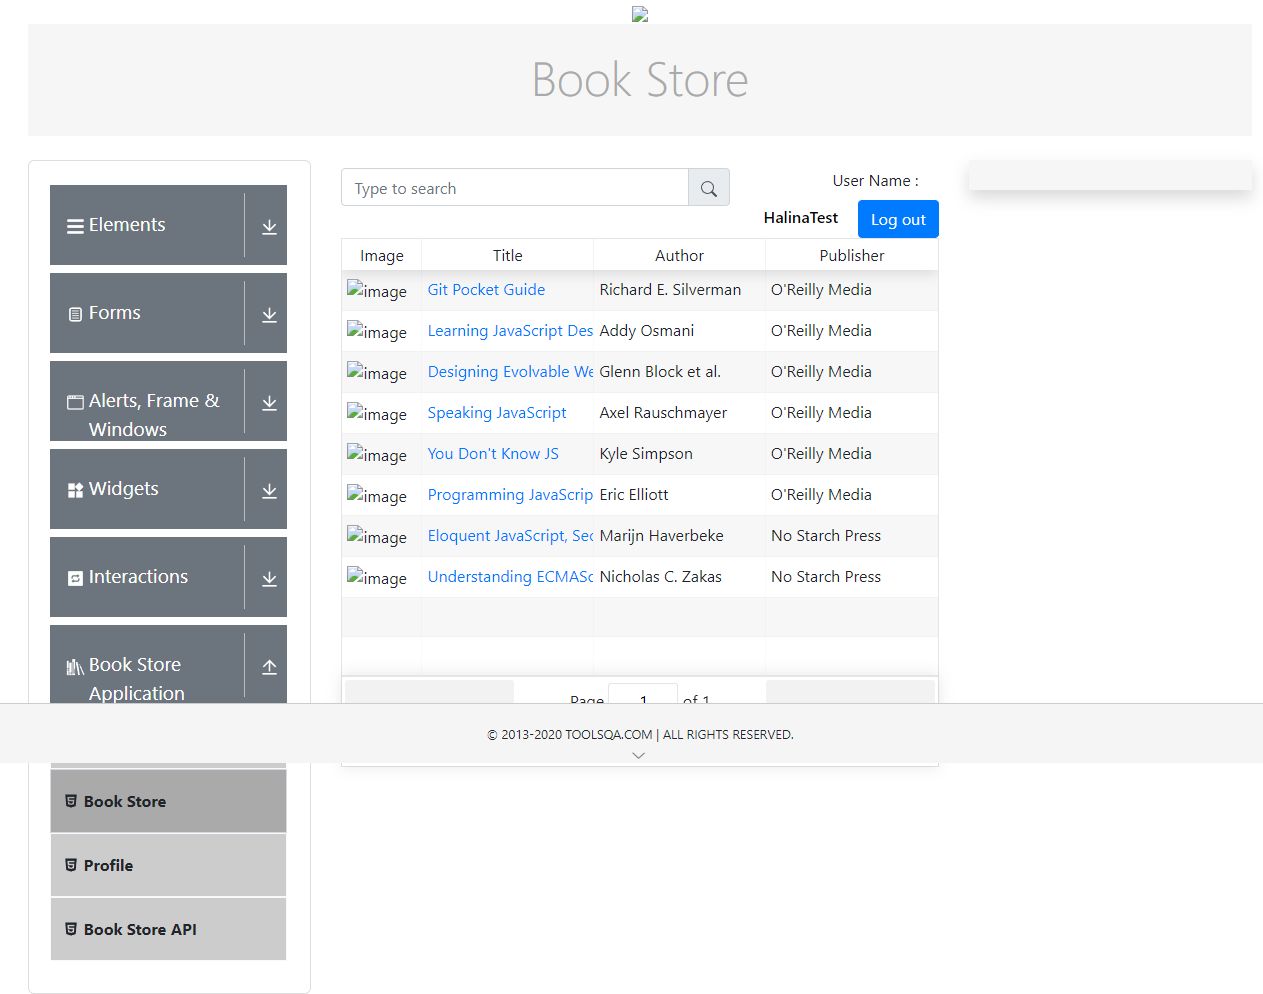 Book Store
Elements
Forms
Alerts, Frame &
Windows
Widgets
Interactions
Book Store
Application
Book Store
Profile
Book Store API
Type to search
User Name :
HalinaTest
Log out
Image Title Author Publisher
image Git Pocket Guide Richard E. Silverman O'Reilly Media
image Learning JavaScript Des Addy Osmani O'Reilly Media
image Designing Evolvable We Glenn Block et al. O'Reilly Media
image Speaking JavaScript Axel Rauschmayer O'Reilly Media
image You Don't Know JS Kyle Simpson O'Reilly Media
image Programming JavaScrip Eric Elliott O'Reilly Media
image Eloquent JavaScript, Sec Marijn Haverbeke No Starch Press
image Understanding ECMASc Nicholas C. Zakas No Starch Press
Page 1 of 1
© 2013-2020 TOOLSQA.COM | ALL RIGHTS RESERVED.